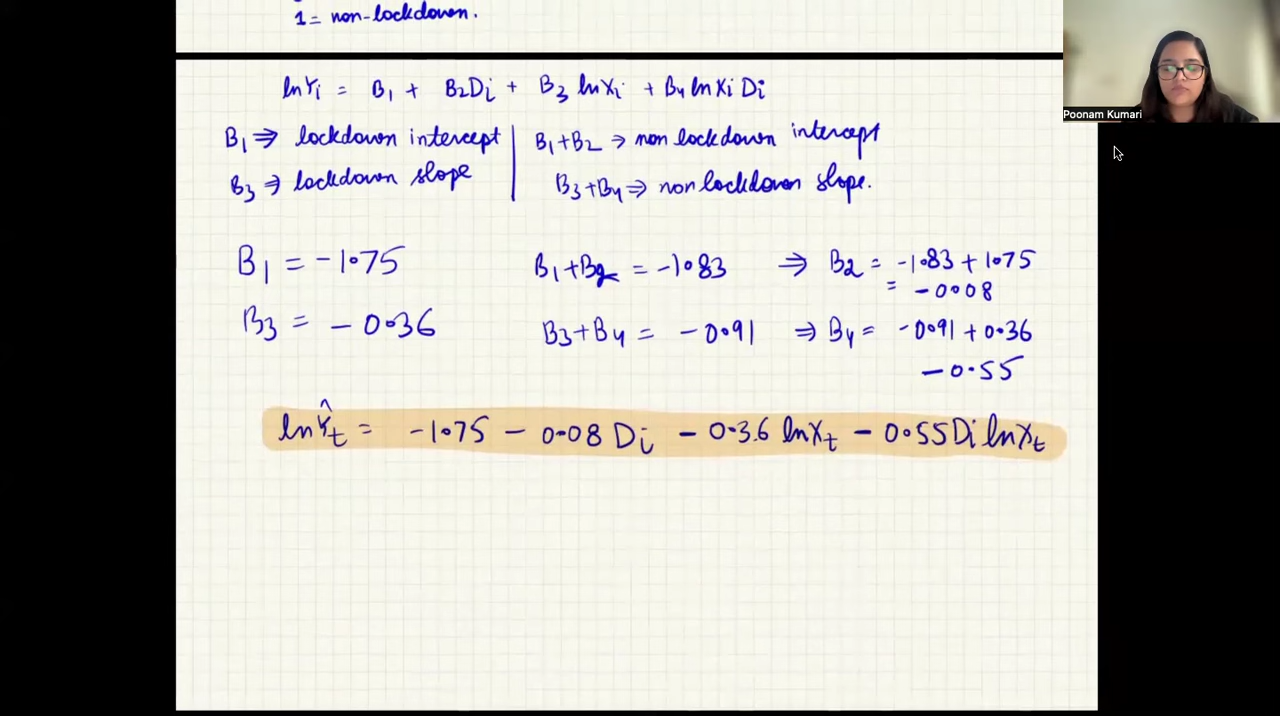 1 = non-lockdown.
Poonam Kumari
lnYi = B1 + B2Di + B3 lnXi + B4 lnXi Di
B1 ⇒ lockdown intercept | B1+B2 → non lockdown intercept
B3 ⇒ lockdown slope | B3+B4 ⇒ non lockdown slope.
B1 = -1.75 B1+B2 = -1.83 ⇒ B2 = -1.83 + 1.75
= -0.08
B3 = -0.36 B3+B4 = -0.91 ⇒ B4 = -0.91 + 0.36
-0.55
lnŶt = -1.75 - 0.08 Di - 0.36 lnXt - 0.55 Di lnXt